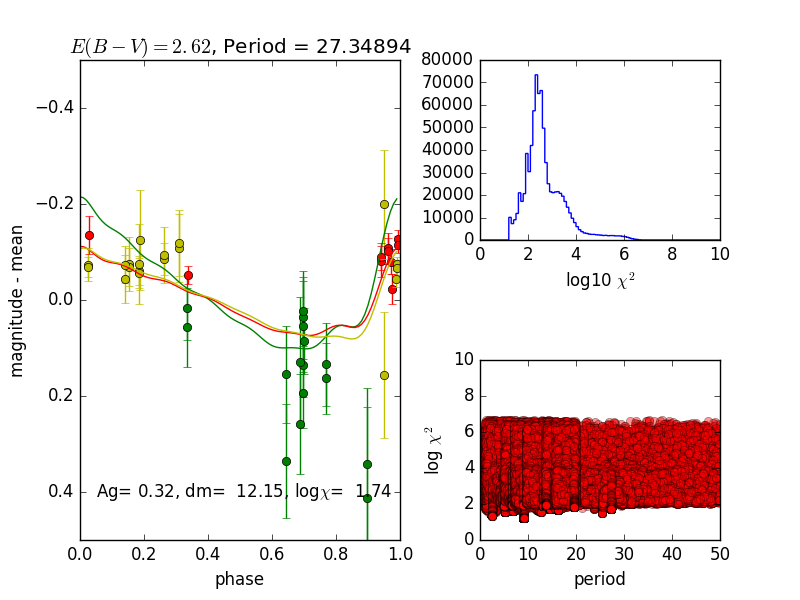 E(B − V) = 2.62, Period = 27.34894
−0.4
−0.2
0.0
0.2
0.4
magnitude - mean
Ag= 0.32, dm= 12.15, logχ= 1.74
0.0 0.2 0.4 0.6 0.8 1.0
phase
80000
70000
60000
50000
40000
30000
20000
10000
0
0 2 4 6 8 10
log10 χ²
10
8
6
4
2
0
log χ²
0 10 20 30 40 50
period